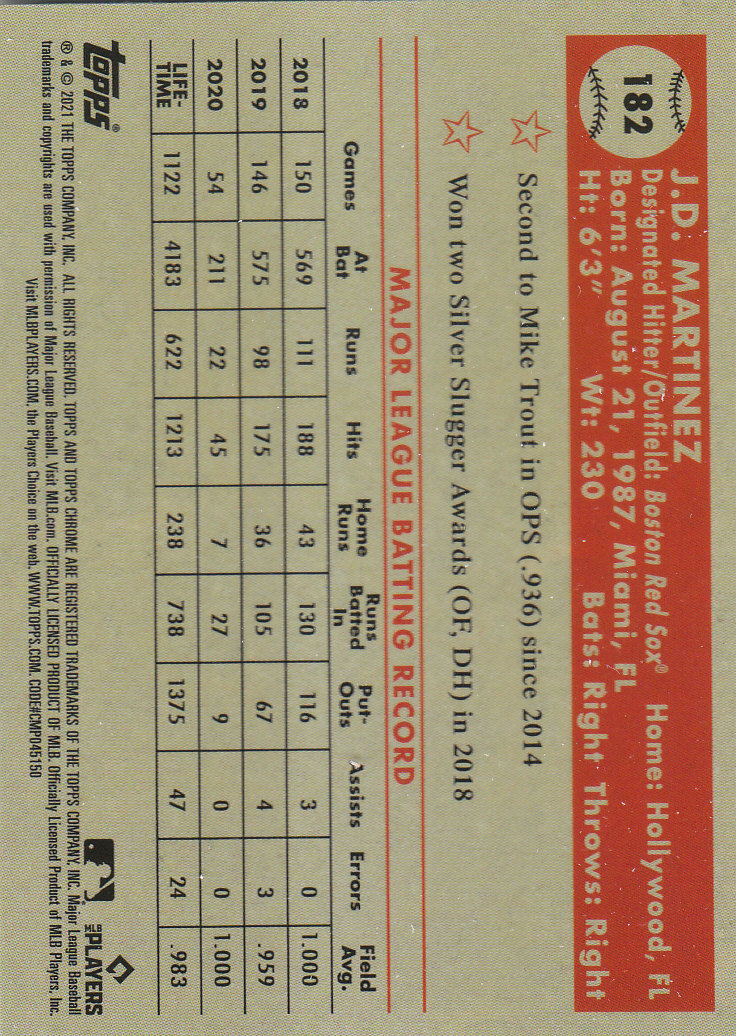 182
J.D. MARTINEZ
Designated Hitter/Outfield: Boston Red Sox® Home: Hollywood, FL
Born: August 21, 1987, Miami, FL
Ht: 6'3" Wt: 230 Bats: Right Throws: Right
Second to Mike Trout in OPS (.936) since 2014
Won two Silver Slugger Awards (OF, DH) in 2018
MAJOR LEAGUE BATTING RECORD
Games At Bat Runs Hits Home Runs Runs Batted In Put-Outs Assists Errors Field Avg.
2018 150 569 111 188 43 130 116 3 0 1.000
2019 146 575 98 175 36 105 67 4 3 .959
2020 54 211 22 45 7 27 9 0 0 1.000
LIFE-TIME 1122 4183 622 1213 238 738 1375 47 24 .983
topps®
MLB PLAYERS
® & © 2021 THE TOPPS COMPANY, INC. ALL RIGHTS RESERVED. TOPPS AND TOPPS CHROME ARE REGISTERED TRADEMARKS OF THE TOPPS COMPANY, INC. Major League Baseball
trademarks and copyrights are used with permission of Major League Baseball. Visit MLB.com. OFFICIALLY LICENSED PRODUCT OF MLB. Officially Licensed Product of MLB Players, Inc.
Visit MLBPLAYERS.COM, the Players Choice on the web. WWW.TOPPS.COM. CODE#CMP045150